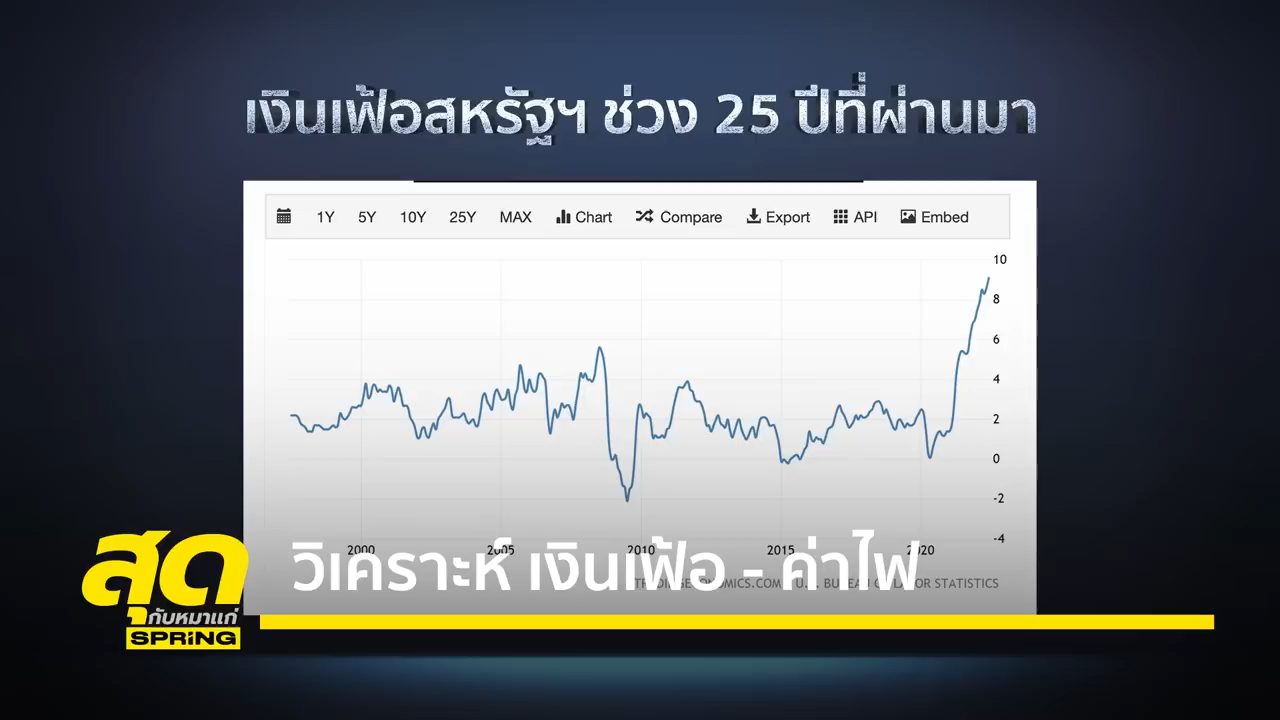 เงินเฟ้อสหรัฐฯ ช่วง 25 ปีที่ผ่านมา
1Y 5Y 10Y 25Y MAX Chart Compare Export API Embed
10
8
6
4
2
0
-2
-4
2000 2005 2010 2015 2020
วิเคราะห์ เงินเฟ้อ - ค่าไฟ
STATISTICS
สุด
กับหมาแก่
SPRiNG